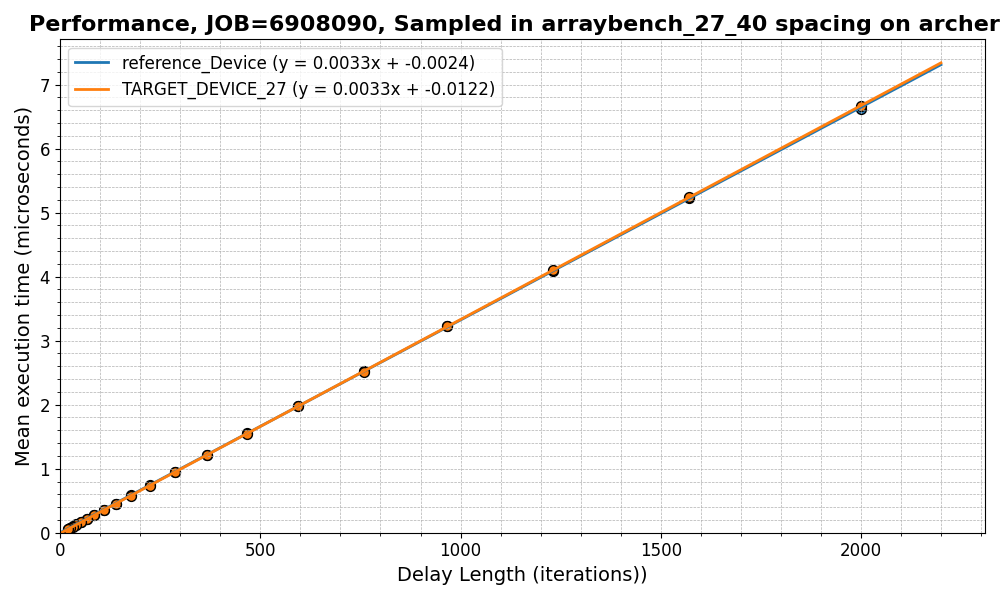 Performance, JOB=6908090, Sampled in arraybench_27_40 spacing on archer
reference_Device (y = 0.0033x + -0.0024)
TARGET_DEVICE_27 (y = 0.0033x + -0.0122)
Mean execution time (microseconds)
7
6
5
4
3
2
1
0
0 500 1000 1500 2000
Delay Length (iterations))